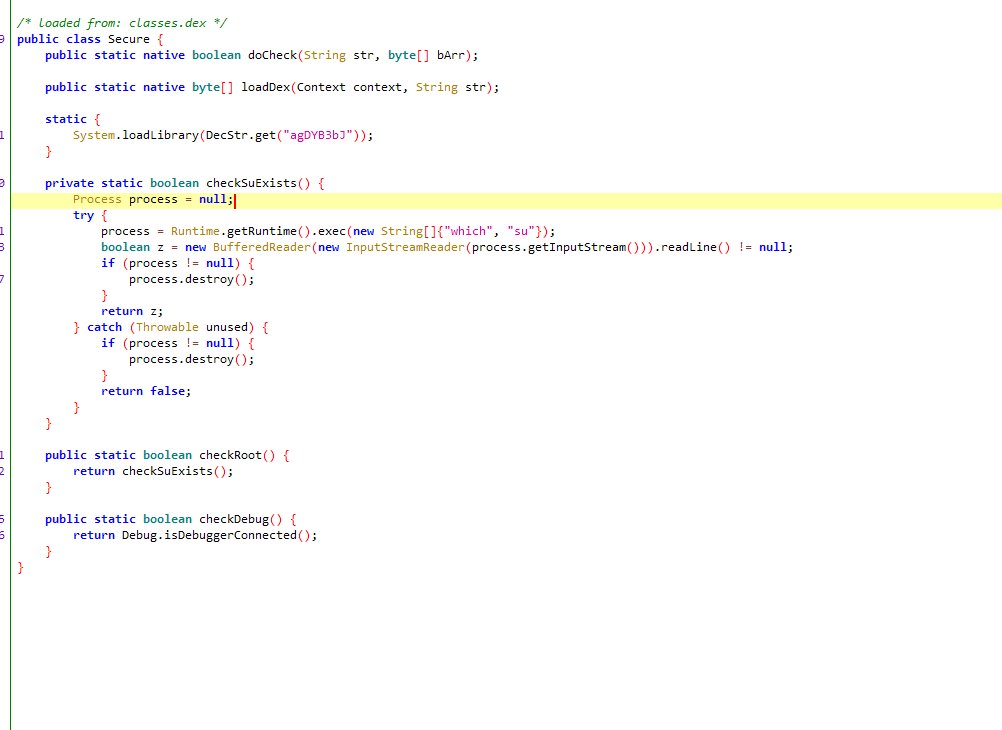 /* loaded from: classes.dex */
9 public class Secure {
public static native boolean doCheck(String str, byte[] bArr);
public static native byte[] loadDex(Context context, String str);
static {
1 System.loadLibrary(DecStr.get("agDYB3bJ"));
}
0 private static boolean checkSuExists() {
Process process = null;
try {
1 process = Runtime.getRuntime().exec(new String[]{"which", "su"});
3 boolean z = new BufferedReader(new InputStreamReader(process.getInputStream())).readLine() != null;
if (process != null) {
7 process.destroy();
}
return z;
} catch (Throwable unused) {
if (process != null) {
process.destroy();
}
return false;
}
}
1 public static boolean checkRoot() {
2 return checkSuExists();
}
5 public static boolean checkDebug() {
6 return Debug.isDebuggerConnected();
}
}